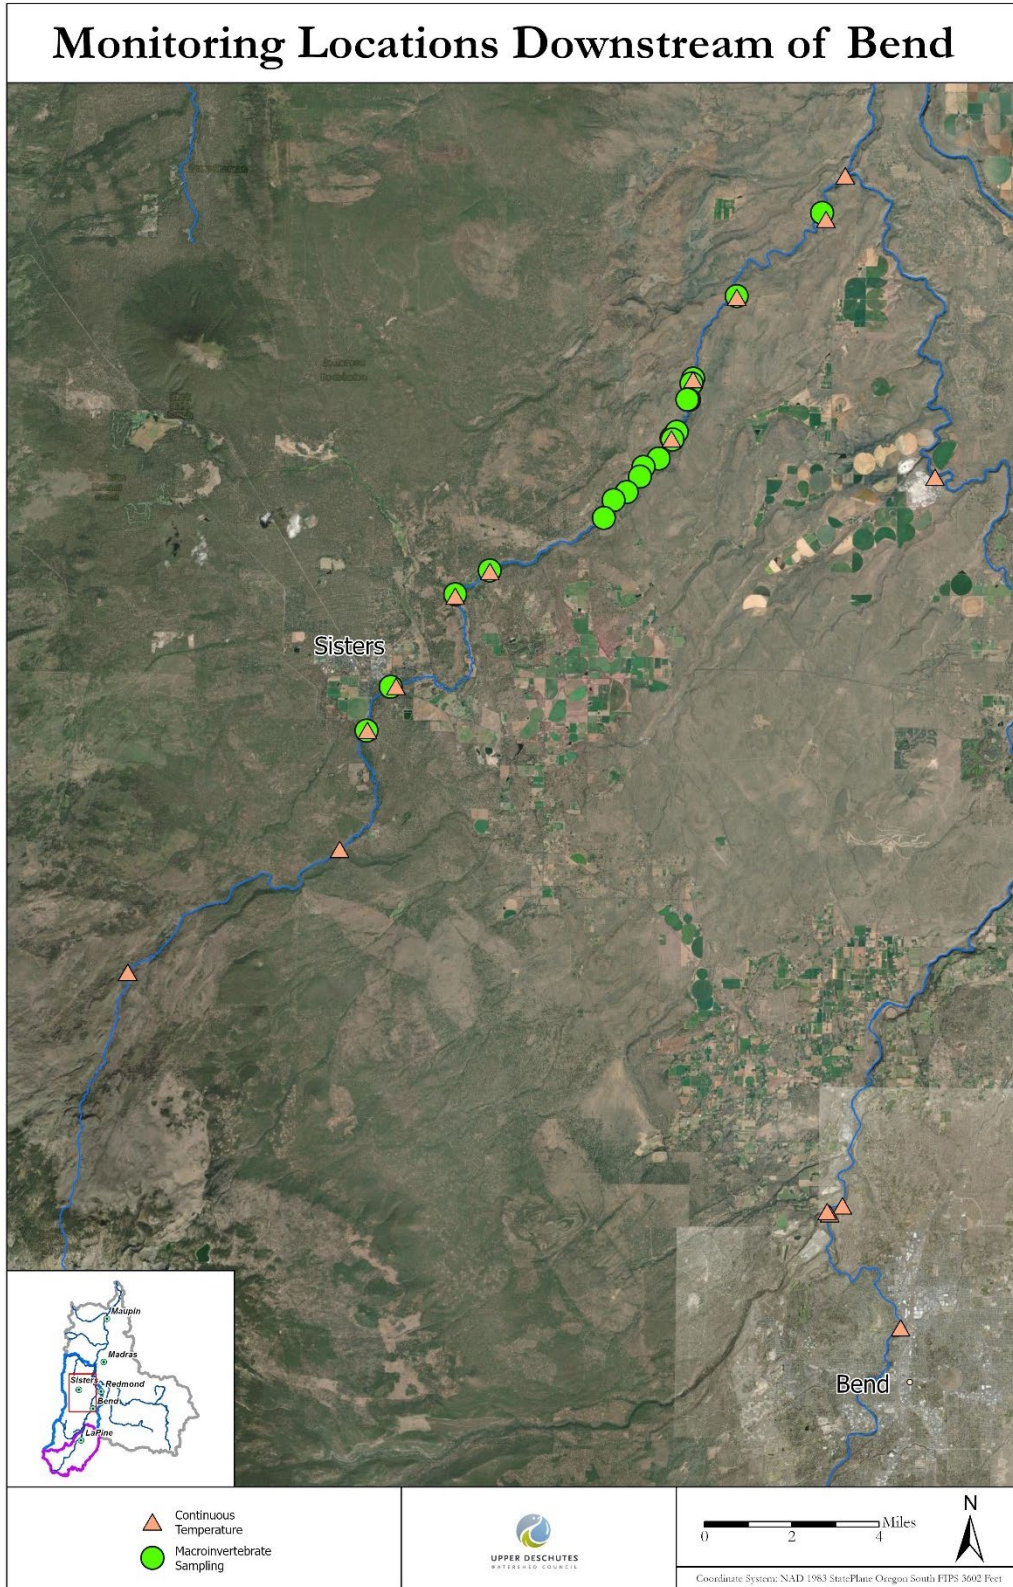 Monitoring Locations Downstream of Bend
Sisters
Bend
Maupin
Madras
Sisters
Redmond
Bend
LaPine
Continuous
Temperature
Macroinvertebrate
Sampling
UPPER DESCHUTES
WATERSHED COUNCIL
Miles
0 2 4
N
Coordinate System: NAD 1983 StatePlane Oregon South FIPS 3602 Feet